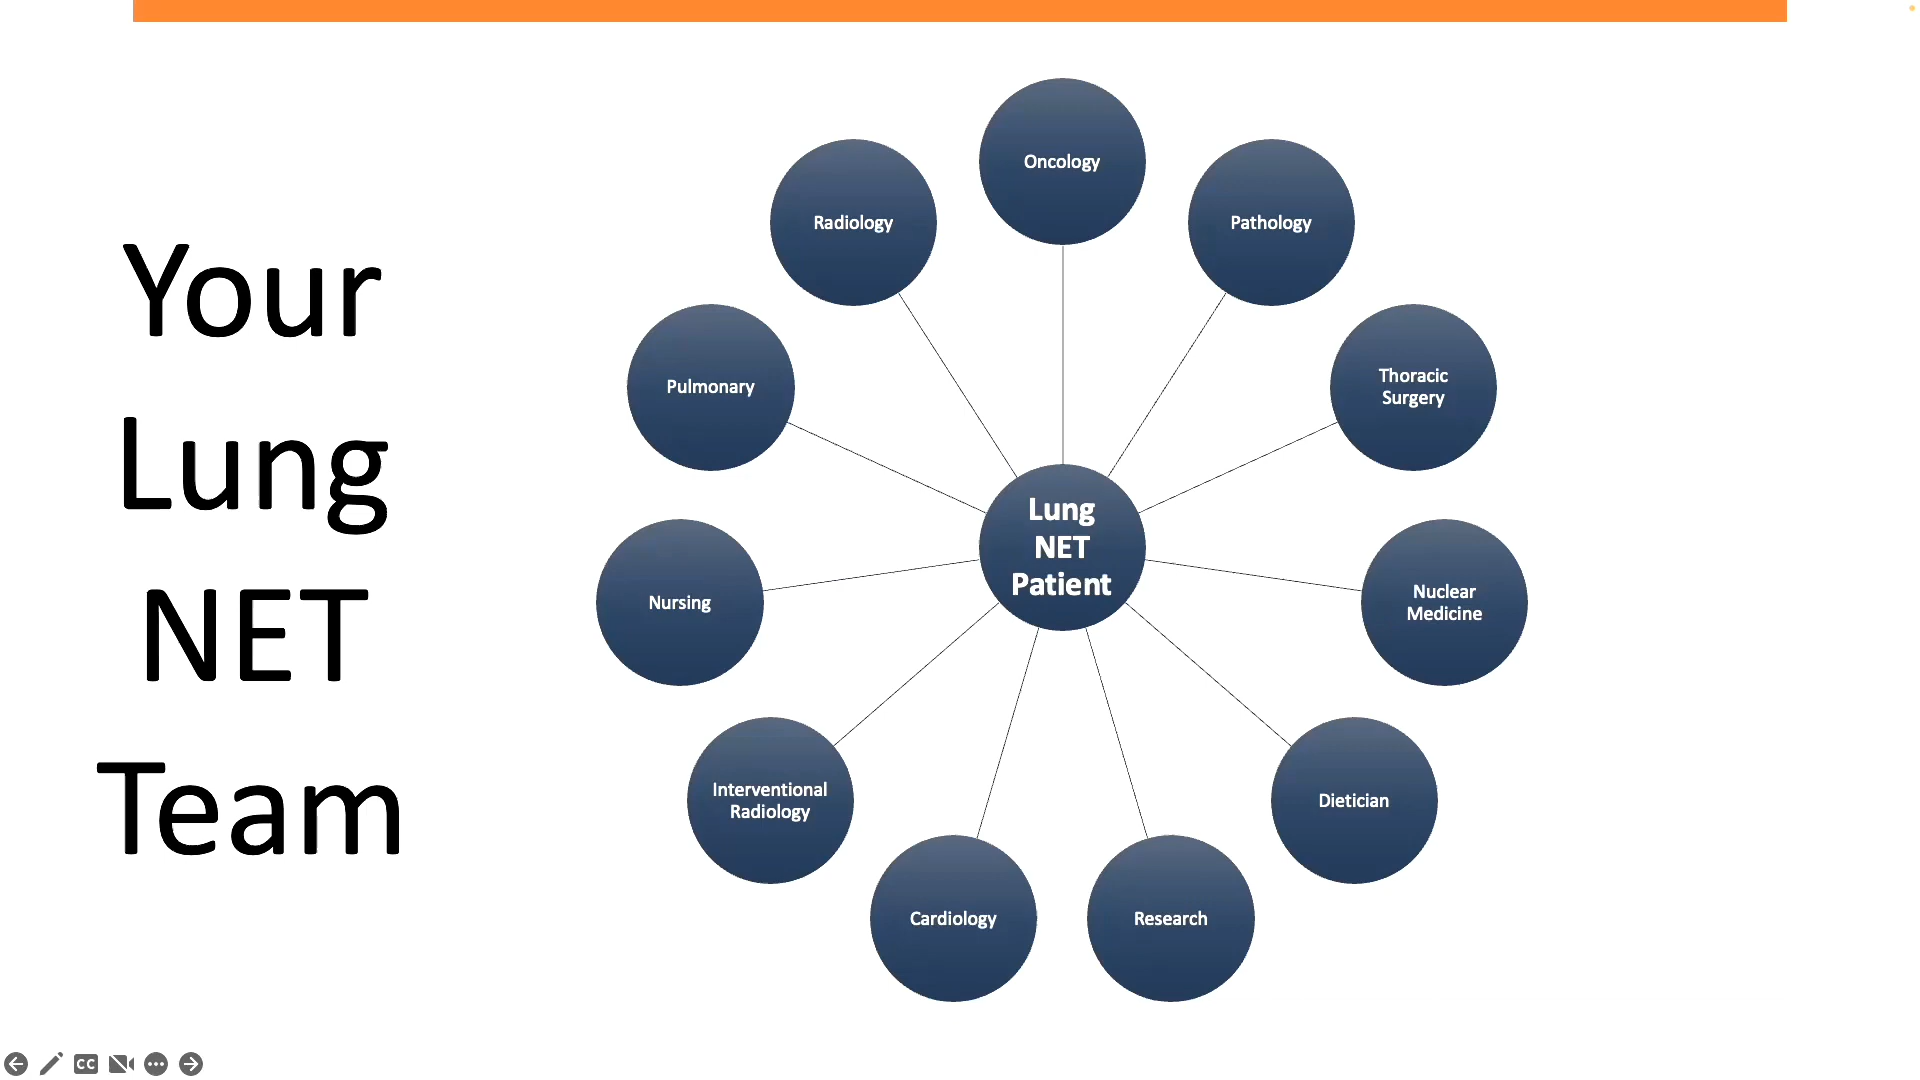 Your
Lung
NET
Team
Oncology
Pathology
Thoracic
Surgery
Nuclear
Medicine
Dietician
Research
Cardiology
Interventional
Radiology
Nursing
Pulmonary
Radiology
Lung
NET
Patient
CC